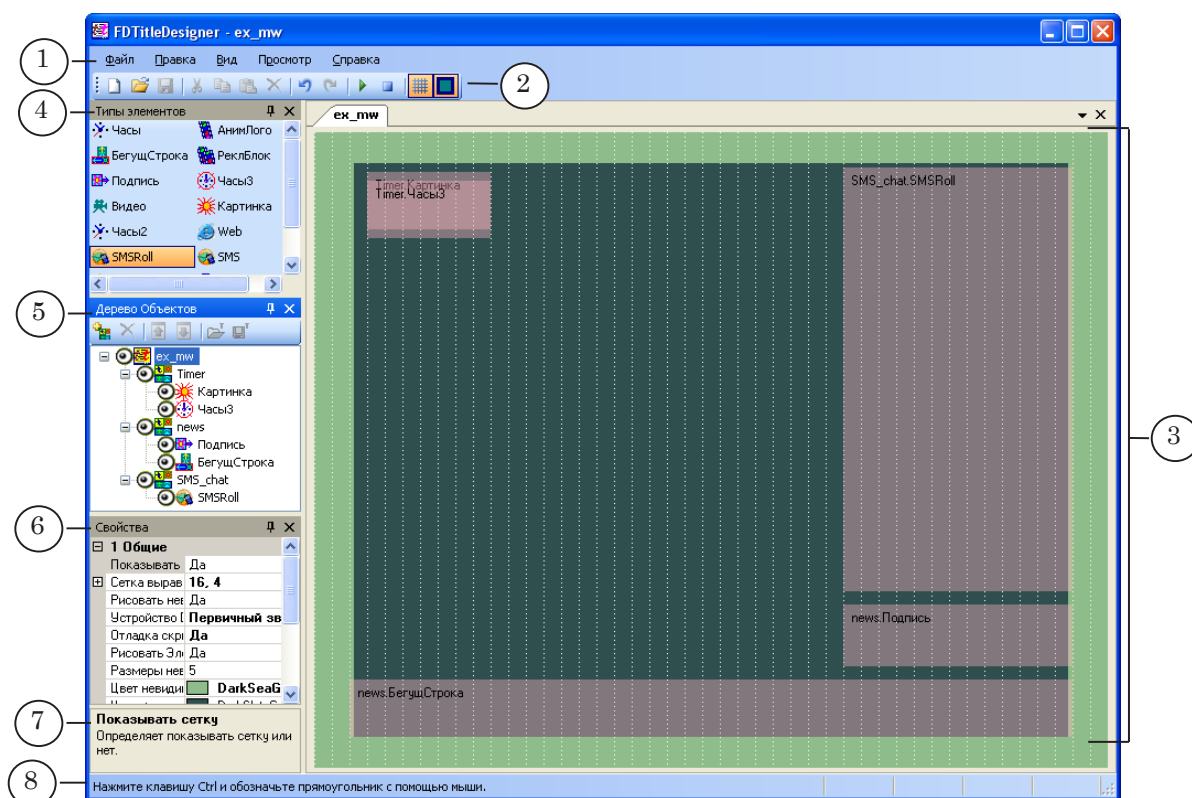 FDTitleDesigner - ex_mw
1
Файл Правка Вид Просмотр Справка
2
4
Типы элементов
ex_mw
Часы АнимЛого
БегущСтрока РеклБлок
Подпись Часы3
Видео Картинка
Часы2 Web
SMSRoll SMS
Timer.Картинка
Timer.Часы3
SMS_chat.SMSRoll
5
Дерево Объектов
ex_mw
Timer
Картинка
Часы3
news
Подпись
БегущСтрока
SMS_chat
SMSRoll
3
6
Свойства
1 Общие
Показывать Да
Сетка вырав 16, 4
Рисовать нев Да
Устройство Первичный зв
Отладка скри Да
Рисовать Эл Да
Размеры нев 5
Цвет невиди DarkSeaG
news.Подпись
news.БегущСтрока
7
Показывать сетку
Определяет показывать сетку или
нет.
8
Нажмите клавишу Ctrl и обозначьте прямоугольник с помощью мыши.